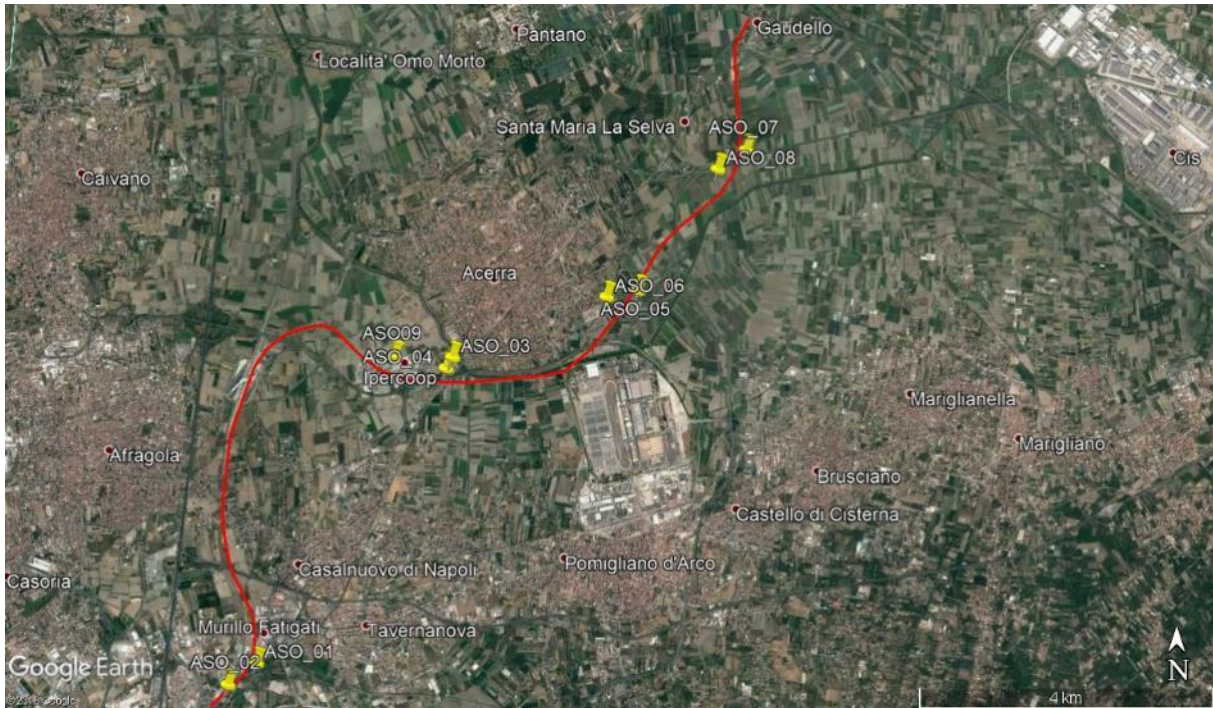 Gaudello
Pantano
Localita' Omo Morto
Santa Maria La Selva
ASO_07
ASO_08
Cis
Caivano
Acerra
ASO_06
ASO_05
ASO09
ASO_03
ASO_04
Ipercoop
Mariglianella
Marigliano
Afragola
Brusciano
Castello di Cisterna
Pomigliano d'Arco
Casalnuovo di Napoli
Casoria
Murillo Fatigati
Tavernanova
ASO_01
ASO_02
Google Earth
N
4 km